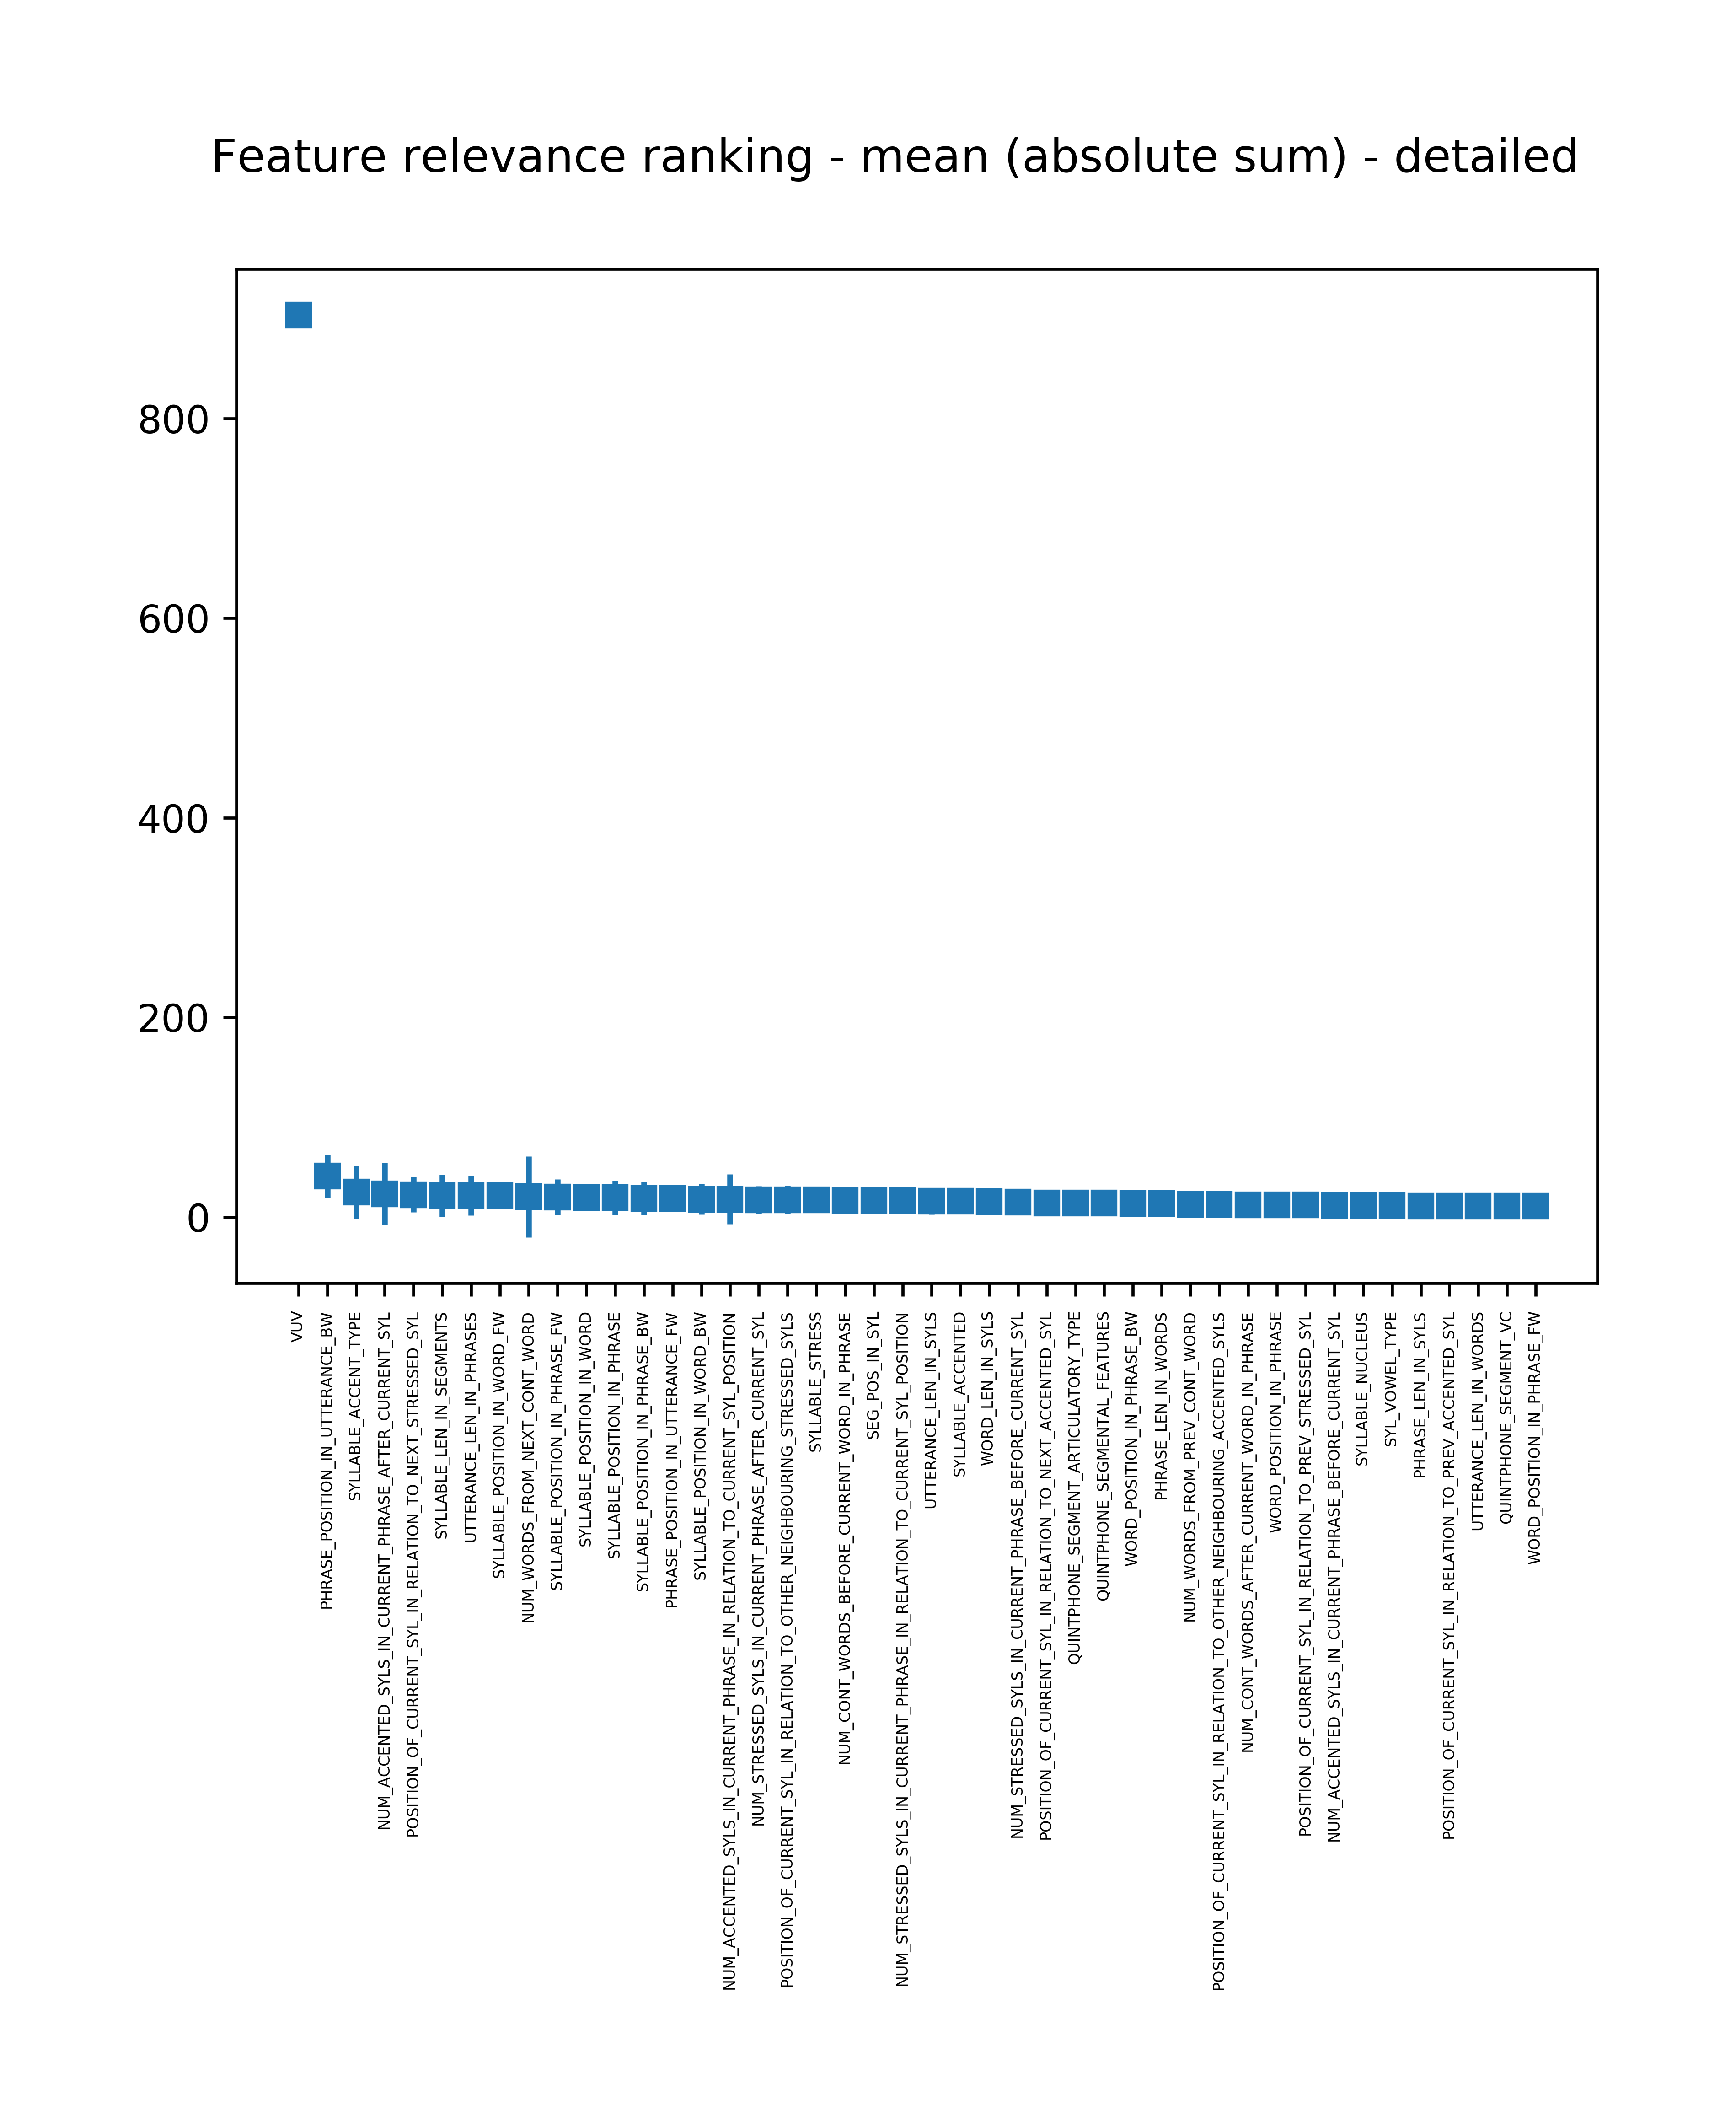 Feature relevance ranking - mean (absolute sum) - detailed
800
600
400
200
0
VUV
PHRASE_POSITION_IN_UTTERANCE_BW
SYLLABLE_ACCENT_TYPE
NUM_ACCENTED_SYLS_IN_CURRENT_PHRASE_AFTER_CURRENT_SYL
POSITION_OF_CURRENT_SYL_IN_RELATION_TO_NEXT_STRESSED_SYL
SYLLABLE_LEN_IN_SEGMENTS
UTTERANCE_LEN_IN_PHRASES
SYLLABLE_POSITION_IN_WORD_FW
NUM_WORDS_FROM_NEXT_CONT_WORD
SYLLABLE_POSITION_IN_PHRASE_FW
SYLLABLE_POSITION_IN_WORD
SYLLABLE_POSITION_IN_PHRASE
SYLLABLE_POSITION_IN_PHRASE_BW
PHRASE_POSITION_IN_UTTERANCE_FW
SYLLABLE_POSITION_IN_WORD_BW
NUM_ACCENTED_SYLS_IN_CURRENT_PHRASE_IN_RELATION_TO_CURRENT_SYL_POSITION
NUM_STRESSED_SYLS_IN_CURRENT_PHRASE_AFTER_CURRENT_SYL
POSITION_OF_CURRENT_SYL_IN_RELATION_TO_OTHER_NEIGHBOURING_STRESSED_SYLS
SYLLABLE_STRESS
NUM_CONT_WORDS_BEFORE_CURRENT_WORD_IN_PHRASE
SEG_POS_IN_SYL
NUM_STRESSED_SYLS_IN_CURRENT_PHRASE_IN_RELATION_TO_CURRENT_SYL_POSITION
UTTERANCE_LEN_IN_SYLS
SYLLABLE_ACCENTED
WORD_LEN_IN_SYLS
NUM_STRESSED_SYLS_IN_CURRENT_PHRASE_BEFORE_CURRENT_SYL
POSITION_OF_CURRENT_SYL_IN_RELATION_TO_NEXT_ACCENTED_SYL
QUINTPHONE_SEGMENT_ARTICULATORY_TYPE
QUINTPHONE_SEGMENTAL_FEATURES
WORD_POSITION_IN_PHRASE_BW
PHRASE_LEN_IN_WORDS
NUM_WORDS_FROM_PREV_CONT_WORD
POSITION_OF_CURRENT_SYL_IN_RELATION_TO_OTHER_NEIGHBOURING_ACCENTED_SYLS
NUM_CONT_WORDS_AFTER_CURRENT_WORD_IN_PHRASE
WORD_POSITION_IN_PHRASE
POSITION_OF_CURRENT_SYL_IN_RELATION_TO_PREV_STRESSED_SYL
NUM_ACCENTED_SYLS_IN_CURRENT_PHRASE_BEFORE_CURRENT_SYL
SYLLABLE_NUCLEUS
SYL_VOWEL_TYPE
PHRASE_LEN_IN_SYLS
POSITION_OF_CURRENT_SYL_IN_RELATION_TO_PREV_ACCENTED_SYL
UTTERANCE_LEN_IN_WORDS
QUINTPHONE_SEGMENT_VC
WORD_POSITION_IN_PHRASE_FW